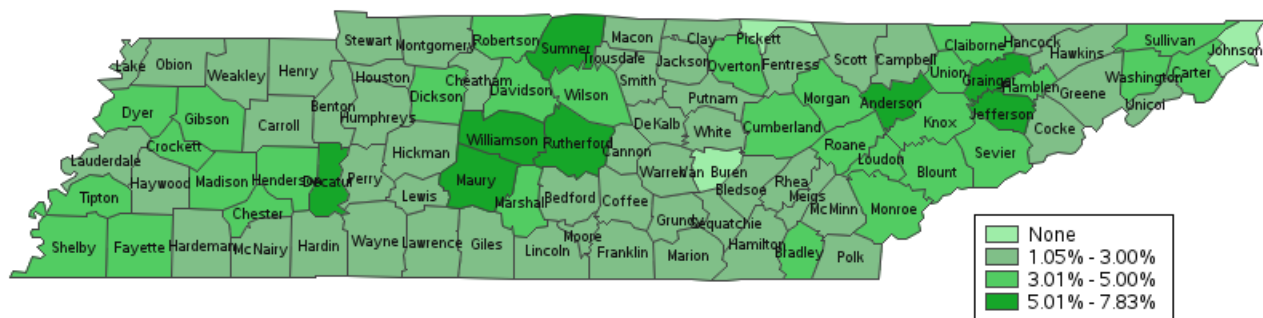 Stewart
Montgomery
Robertson
Sumner
Macon
Trousdale
Clay
Pickett
Scott
Campbell
Claiborne
Hancock
Hawkins
Sullivan
Johnson
Lake
Obion
Weakley
Henry
Houston
Cheatham
Dickson
Davidson
Wilson
Smith
Jackson
Overton
Fentress
Morgan
Anderson
Union
Grainger
Hamblen
Greene
Washington
Carter
Unicol
Dyer
Gibson
Carroll
Benton
Humphreys
Putnam
DeKalb
White
Cumberland
Knox
Jefferson
Cocke
Crockett
Williamson
Rutherford
Cannon
Roane
Loudon
Sevier
Lauderdale
Haywood
Madison
Henderson
Decatur
Perry
Hickman
Maury
Warren
Van Buren
Bledsoe
Rhea
Meigs
Blount
Tipton
Chester
Lewis
Marshal
Bedford
Coffee
Grundy
Sequatchie
McMinn
Monroe
Shelby
Fayette
Hardeman
McNairy
Hardin
Wayne
Lawrence
Giles
Lincoln
Moore
Franklin
Marion
Hamilton
Bradley
Polk
None
1.05% - 3.00%
3.01% - 5.00%
5.01% - 7.83%